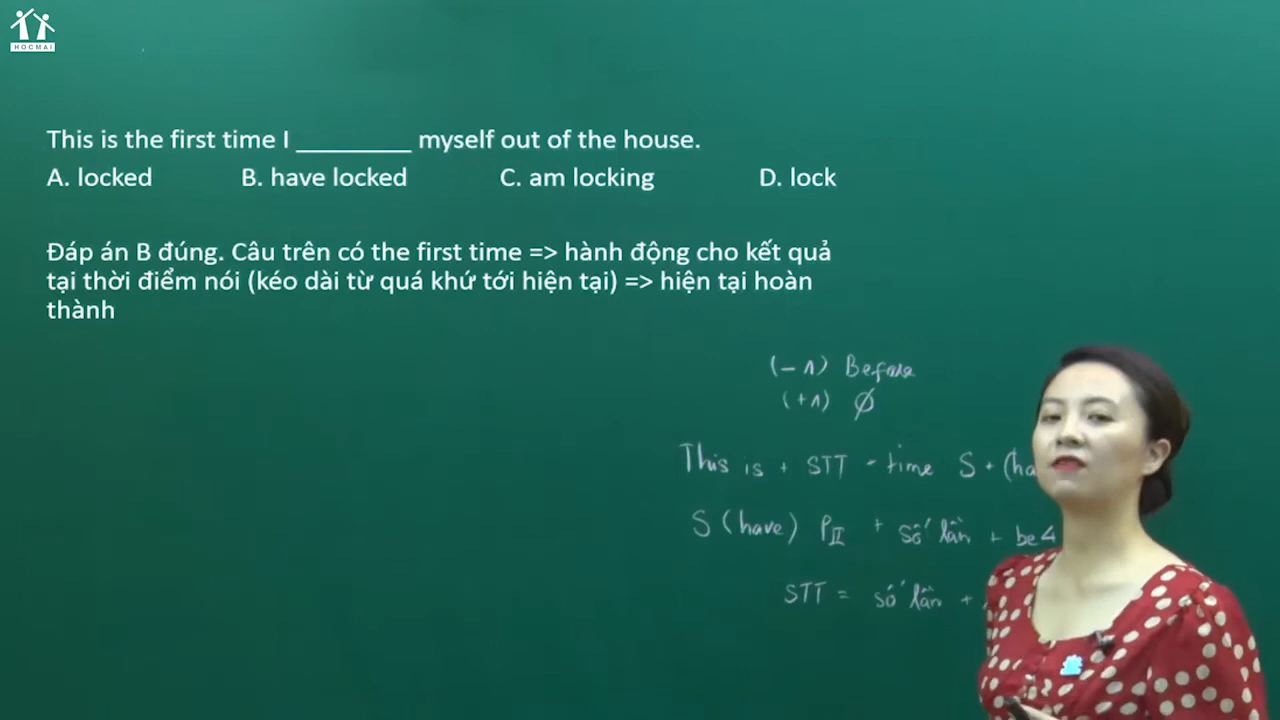 HOCMAI
This is the first time I ________ myself out of the house.
A. locked B. have locked C. am locking D. lock
Đáp án B đúng. Câu trên có the first time => hành động cho kết quả
tại thời điểm nói (kéo dài từ quá khứ tới hiện tại) => hiện tại hoàn
thành
(-1) Before
(+1) Ø
This is + STT - time S + (ha
S (have) PII + số lần + be4
STT = số lần +